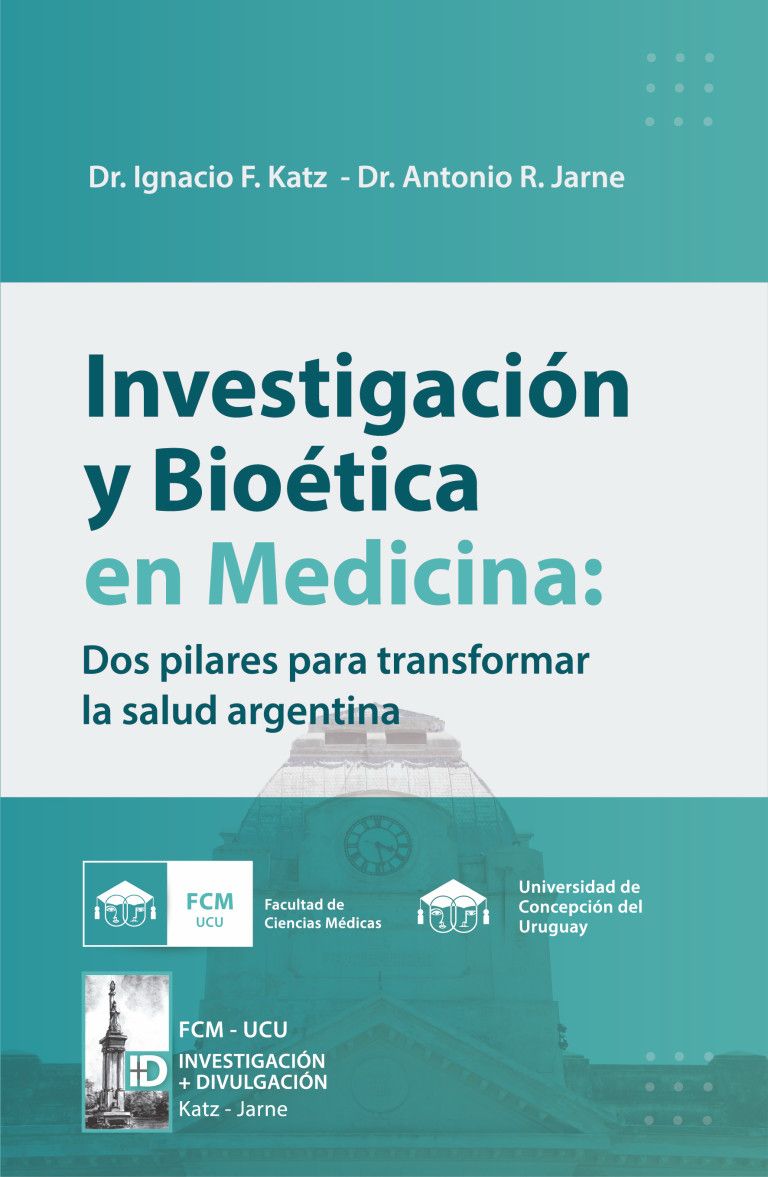 Dr. Ignacio F. Katz - Dr. Antonio R. Jarne
Investigación
y Bioética
en Medicina:
Dos pilares para transformar
la salud argentina
FCM
UCU
Facultad de
Ciencias Médicas
Universidad de
Concepción del
Uruguay
iD
FCM - UCU
INVESTIGACIÓN
+ DIVULGACIÓN
Katz - Jarne